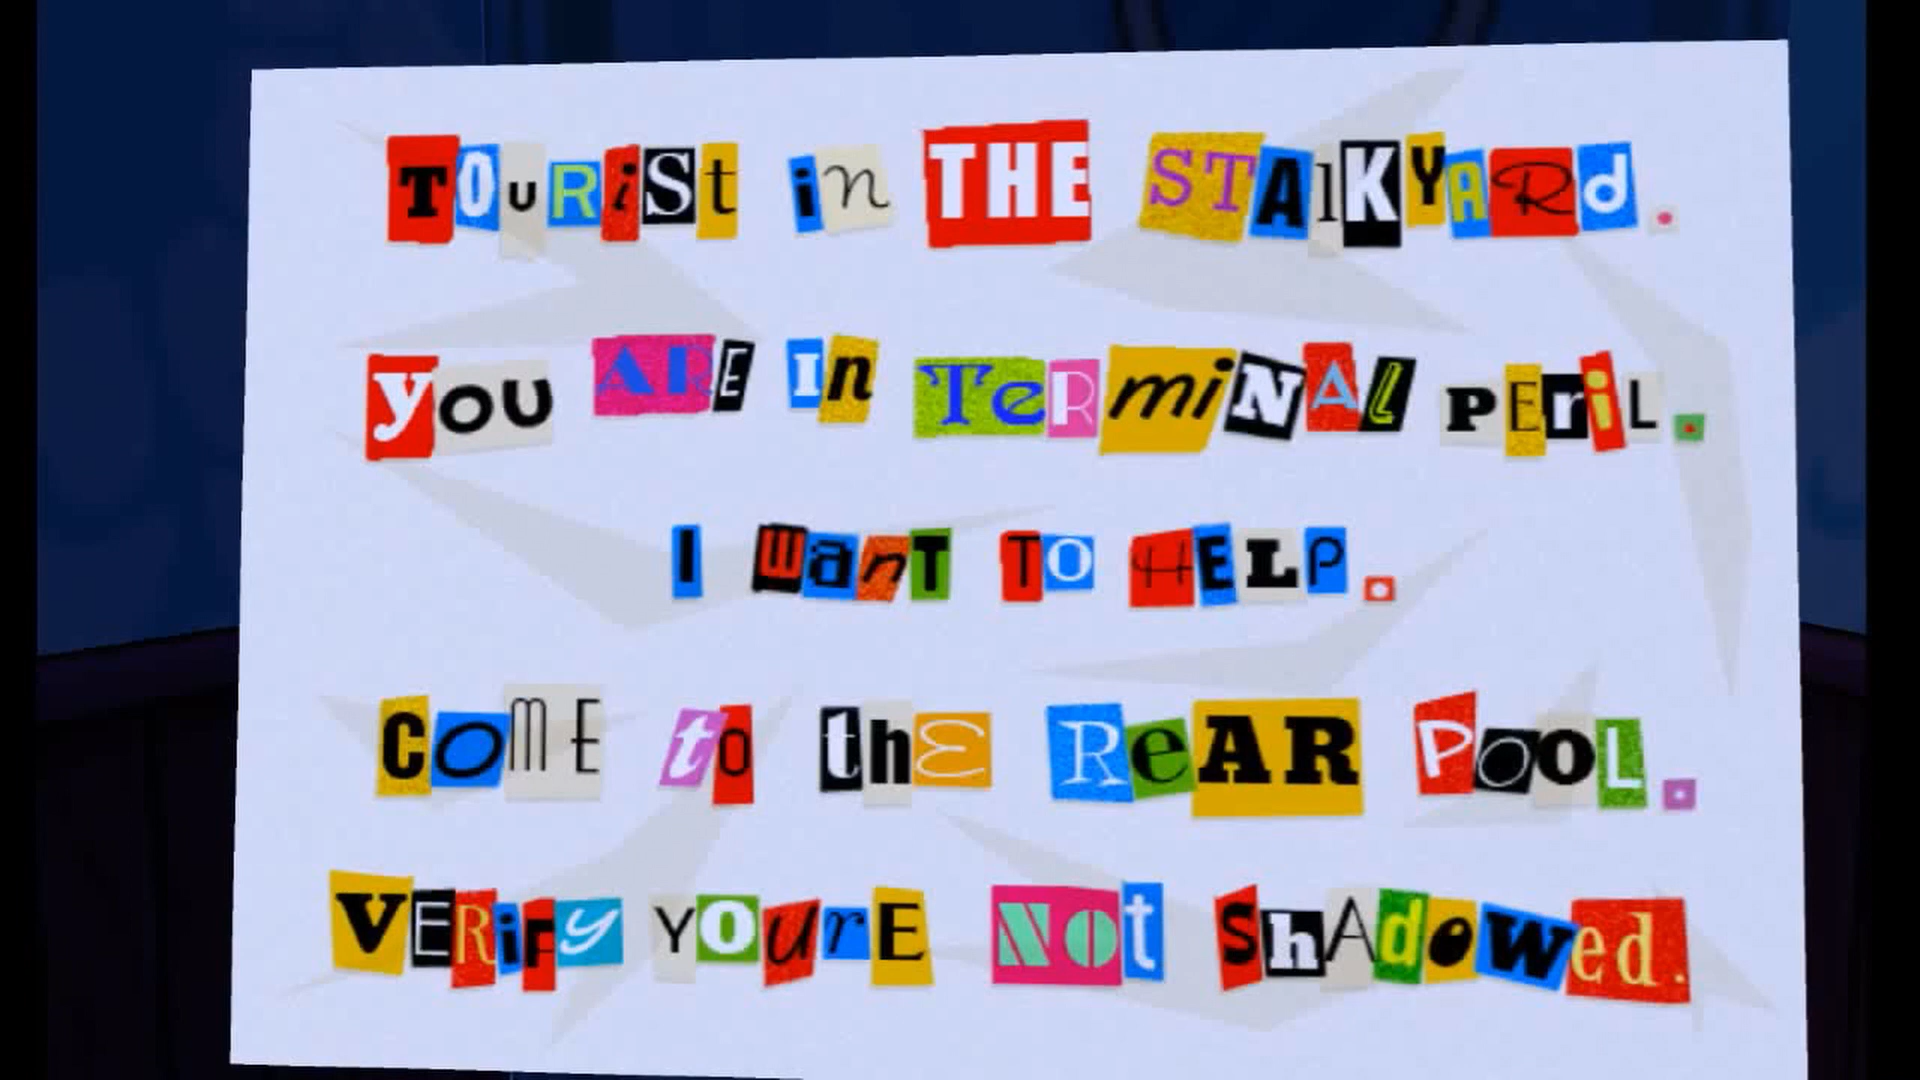 TOuRiSt in THE STAlKYARd.
you ARE In TeRmiNAL PEriL.
I WanT TO HELP.
COME to thE ReAR POOL.
VERiFy YOurE NOt ShAdoWed.